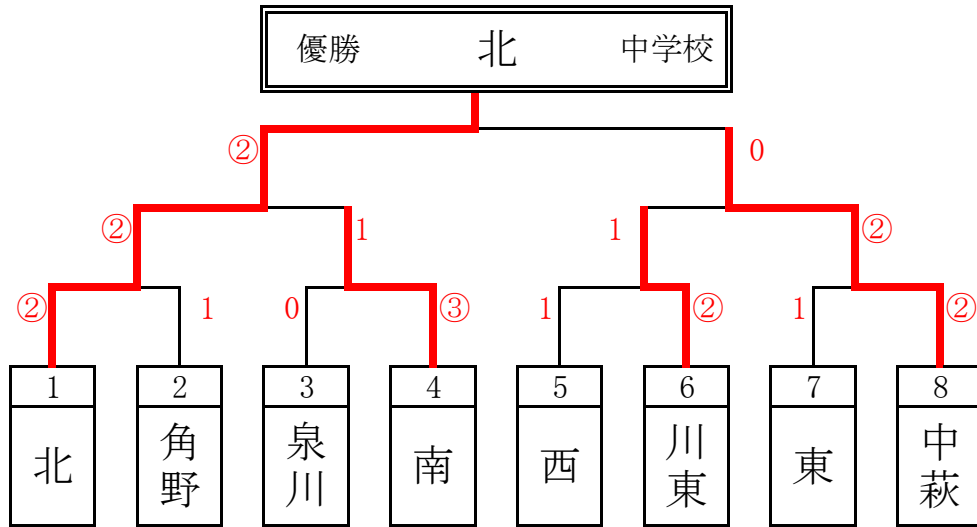 優勝 北 中学校
② 0
② 1 1 ②
② 1 0 ③ 1 ② 1 ②
1 2 3 4 5 6 7 8
北 角野 泉川 南 西 川東 東 中萩